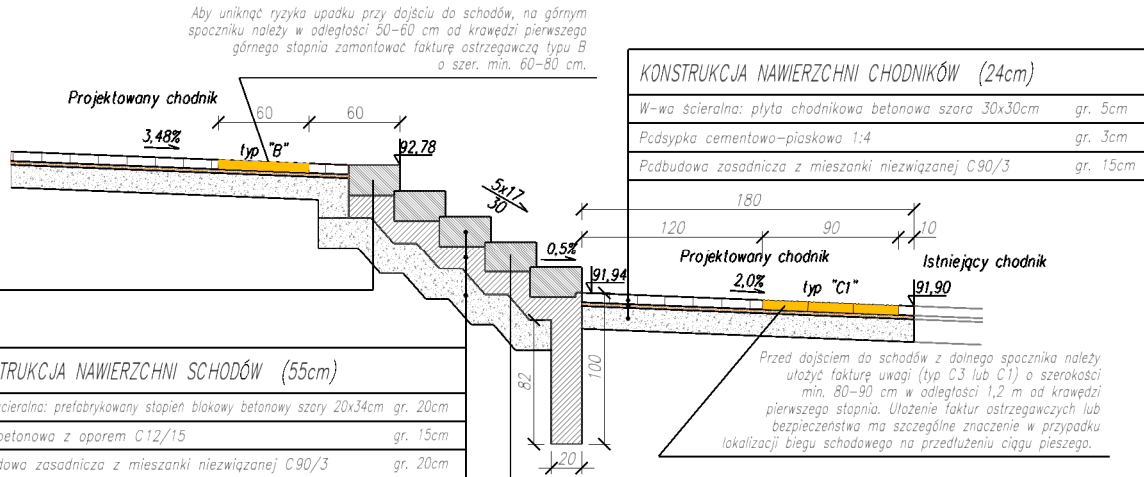 Aby uniknąć ryzyka upadku przy dojściu do schodów, na górnym
spoczniku należy w odległości 50-60 cm od krawędzi pierwszego
górnego stopnia zamontować fakturę ostrzegawczą typu B
o szer. min. 60-80 cm.
Projektowany chodnik
60
60
3,48%
typ "B"
92,78
KONSTRUKCJA NAWIERZCHNI CHODNIKÓW (24cm)
W-wa ścieralna: płyta chodnikowa betonowa szara 30x30cm gr. 5cm
Podsypka cementowo-piaskowa 1:4 gr. 3cm
Podbudowa zasadnicza z mieszanki niezwiązanej C90/3 gr. 15cm
5x17
30
180
120
90
10
0,5%
Projektowany chodnik
Istniejący chodnik
91,94
2,0%
typ "C1"
91,90
82
100
20
TRUKCJA NAWIERZCHNI SCHODÓW (55cm)
cieralna: prefabrykowany stopień blokowy betonowy szary 20x34cm gr. 20cm
betonowa z oporem C12/15 gr. 15cm
dowa zasadnicza z mieszanki niezwiązanej C90/3 gr. 20cm
Przed dojściem do schodów z dolnego spocznika należy
ułożyć fakturę uwagi (typ C3 lub C1) o szerokości
min. 80-90 cm w odległości 1,2 m od krawędzi
pierwszego stopnia. Ułożenie faktur ostrzegawczych lub
bezpieczeństwa ma szczególne znaczenie w przypadku
lokalizacji biegu schodowego na przedłużeniu ciągu pieszego.